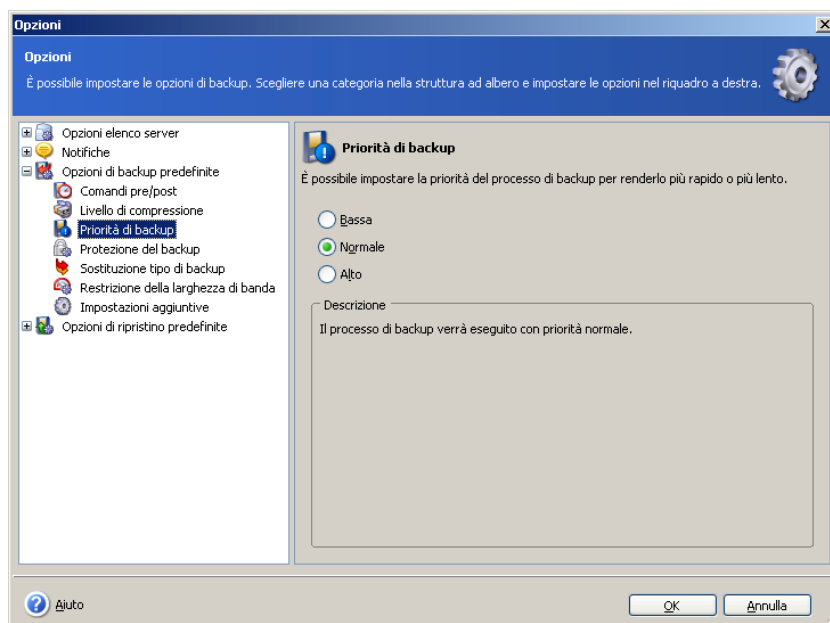 Opzioni
Opzioni
È possibile impostare le opzioni di backup. Scegliere una categoria nella struttura ad albero e impostare le opzioni nel riquadro a destra.
Opzioni elenco server
Notifiche
Opzioni di backup predefinite
Comandi pre/post
Livello di compressione
Priorità di backup
Protezione del backup
Sostituzione tipo di backup
Restrizione della larghezza di banda
Impostazioni aggiuntive
Opzioni di ripristino predefinite
Priorità di backup
È possibile impostare la priorità del processo di backup per renderlo più rapido o più lento.
Bassa
Normale
Alto
Descrizione
Il processo di backup verrà eseguito con priorità normale.
Aiuto
OK
Annulla